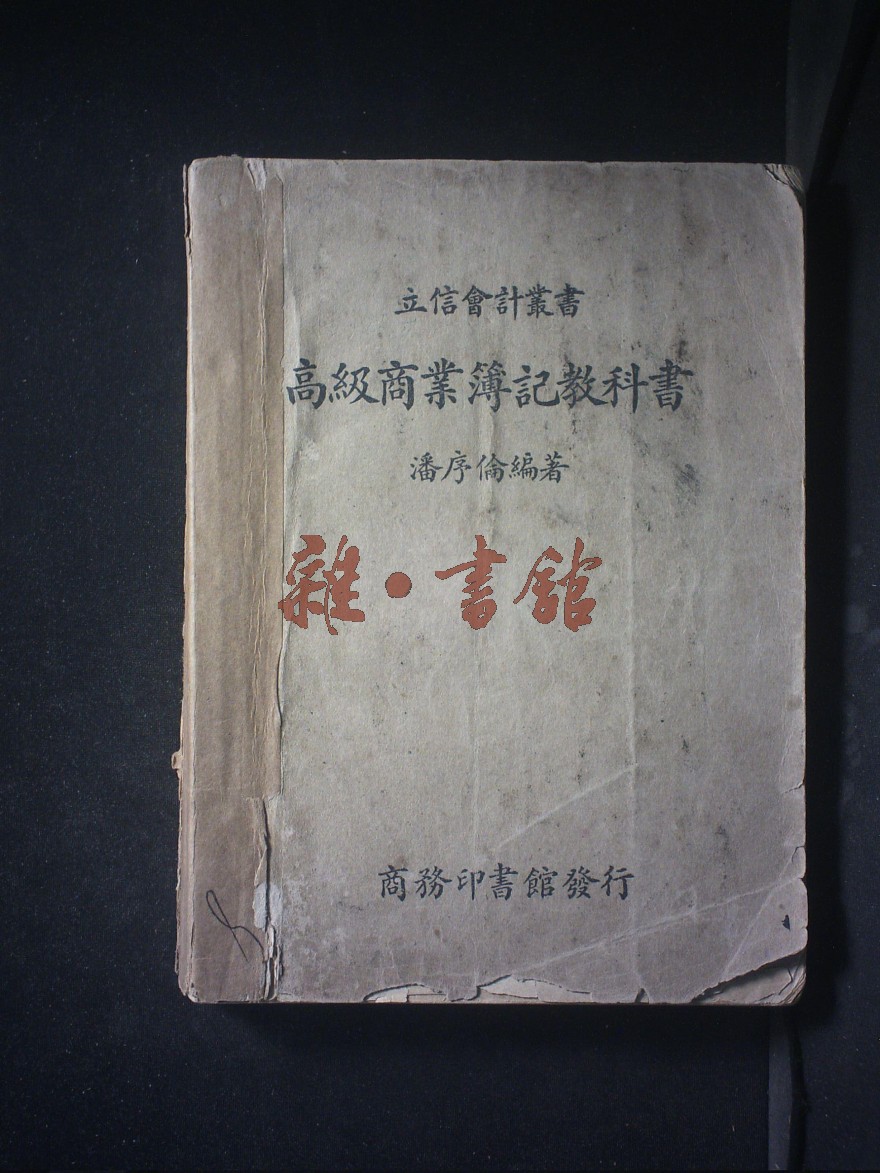 立信會計叢書
高級商業簿記教科書
潘序倫編著
雜·書館
商務印書館發行